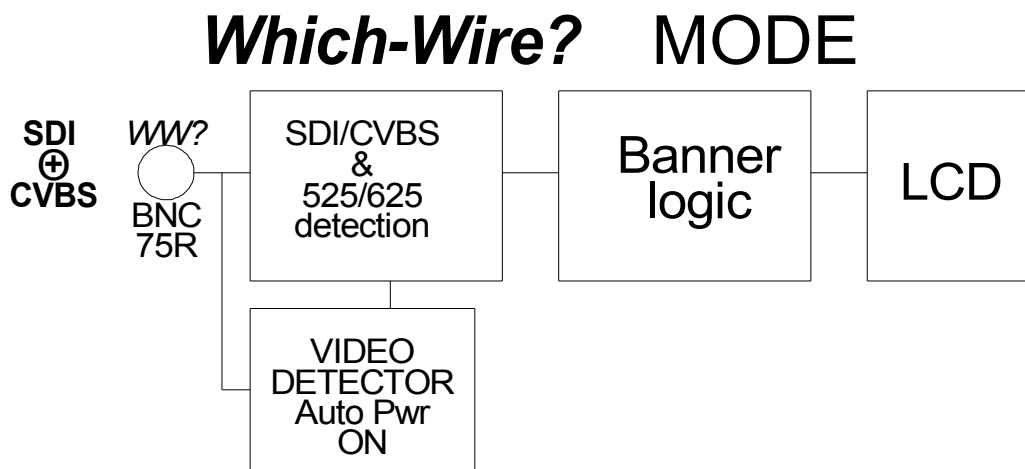 Which-Wire? MODE
SDI
⊕
CVBS
WW?
BNC
75R
SDI/CVBS
&
525/625
detection
Banner
logic
LCD
VIDEO
DETECTOR
Auto Pwr
ON